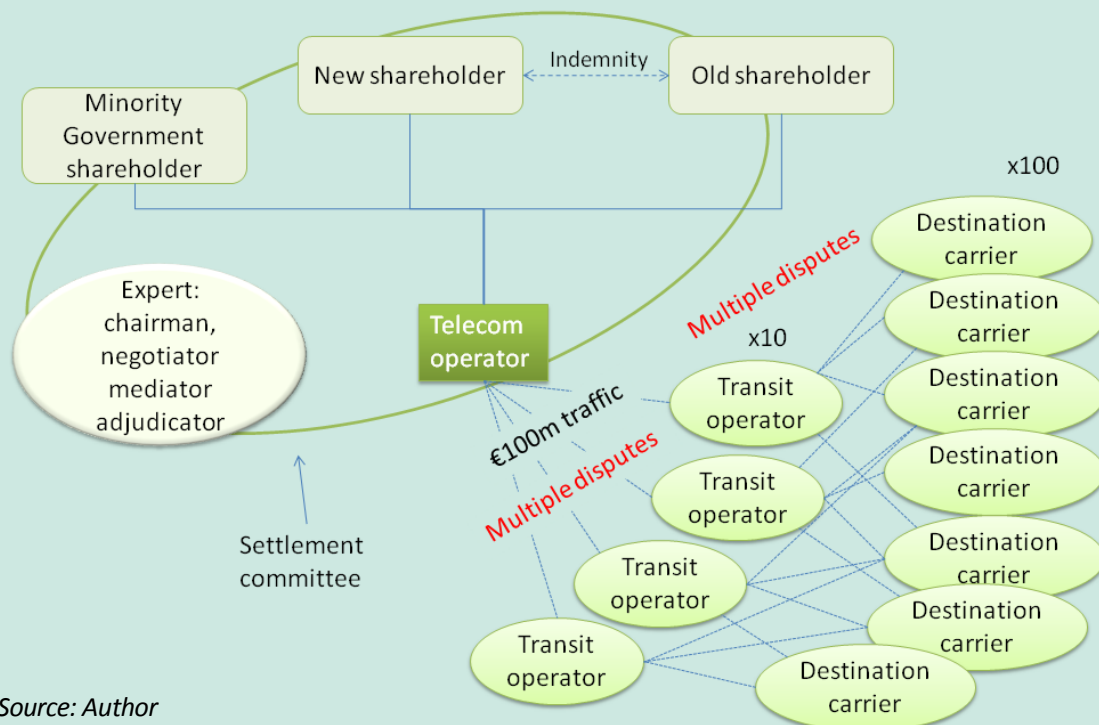 New shareholder
Indemnity
Old shareholder
Minority
Government
shareholder
x100
Destination
carrier
Expert:
chairman,
negotiator
mediator
adjudicator
Telecom
operator
Multiple disputes
x10
Destination
carrier
Transit
operator
Destination
carrier
€100m traffic
Multiple disputes
Transit
operator
Destination
carrier
Settlement
committee
Transit
operator
Destination
carrier
Destination
carrier
Transit
operator
Destination
carrier
Source: Author